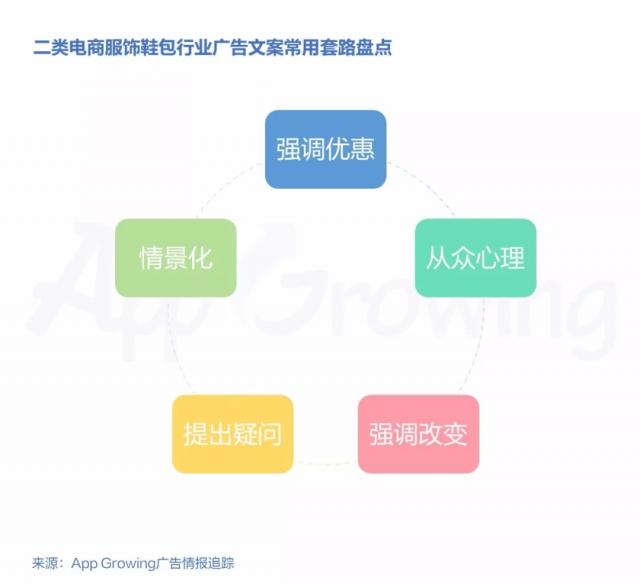 二类电商服饰鞋包行业广告文案常用套路盘点
强调优惠
情景化
从众心理
App Growing
提出疑问
强调改变
来源：App Growing广告情报追踪